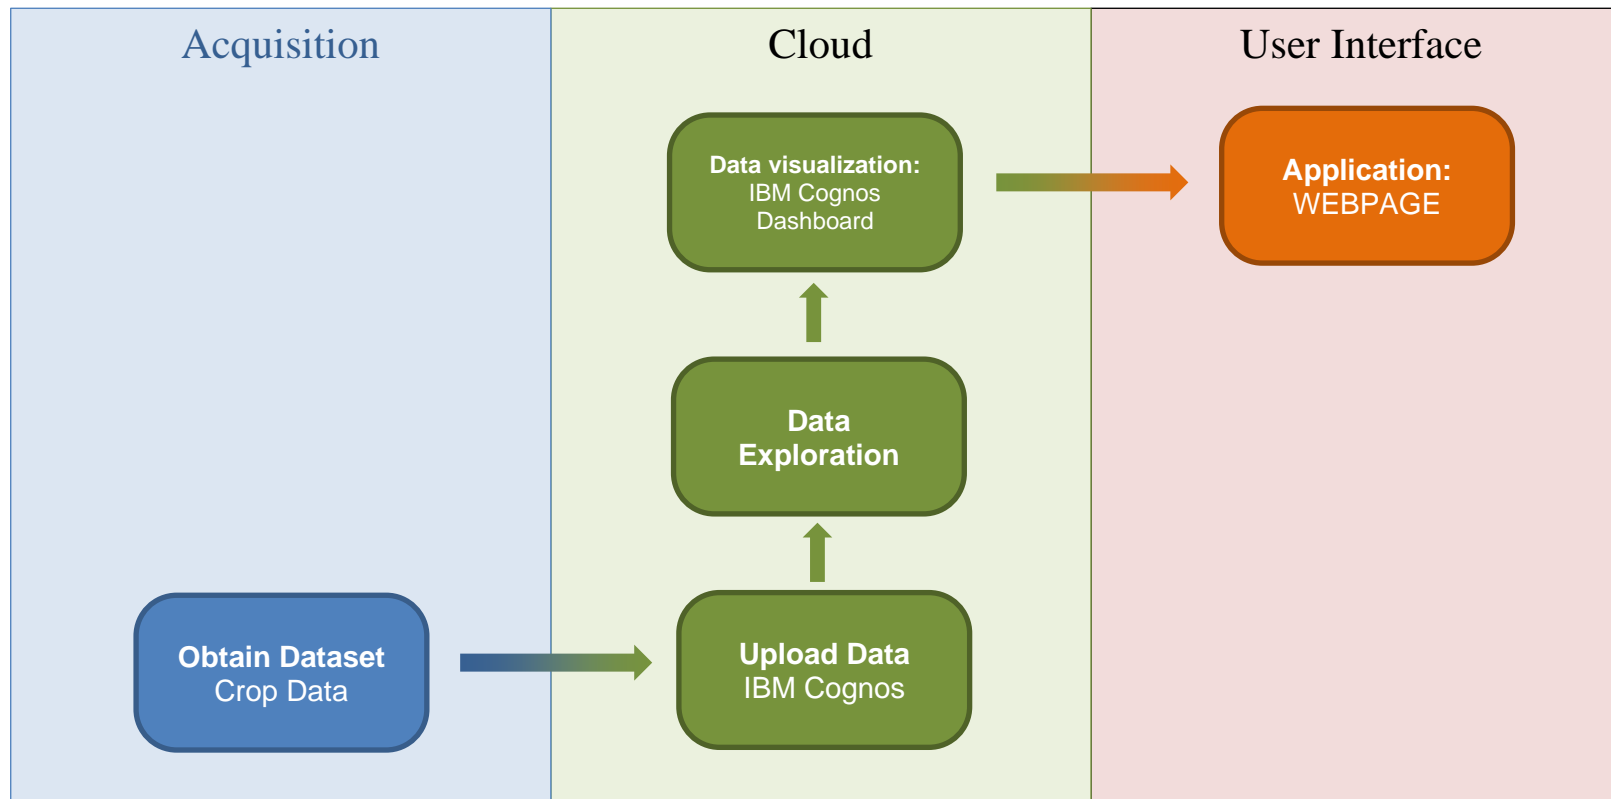 Acquisition
Cloud
User Interface
Data visualization:
IBM Cognos
Dashboard
Application:
WEBPAGE
Data
Exploration
Obtain Dataset
Crop Data
Upload Data
IBM Cognos